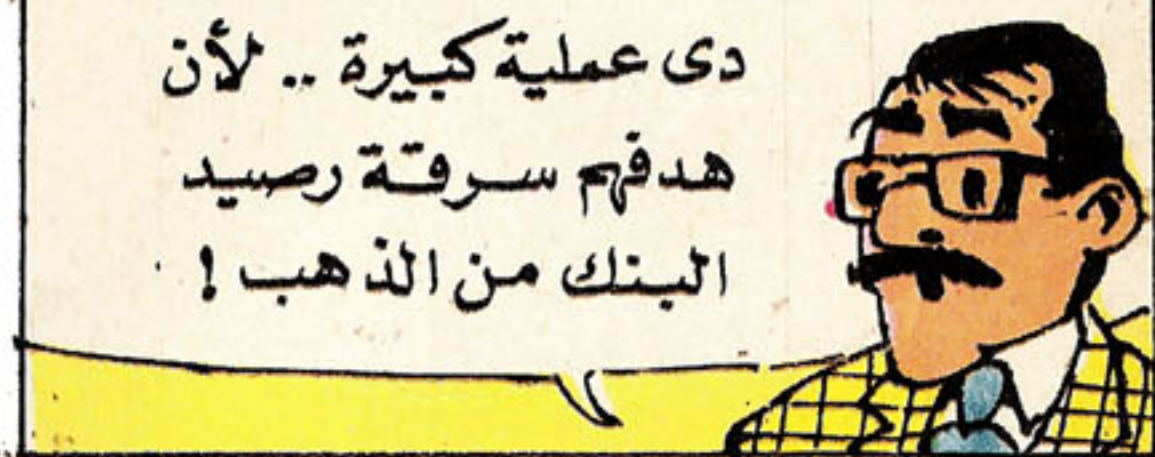 دى عملية كبيرة .. لأن
هدفهم سرقة رصيد
البنك من الذهب !